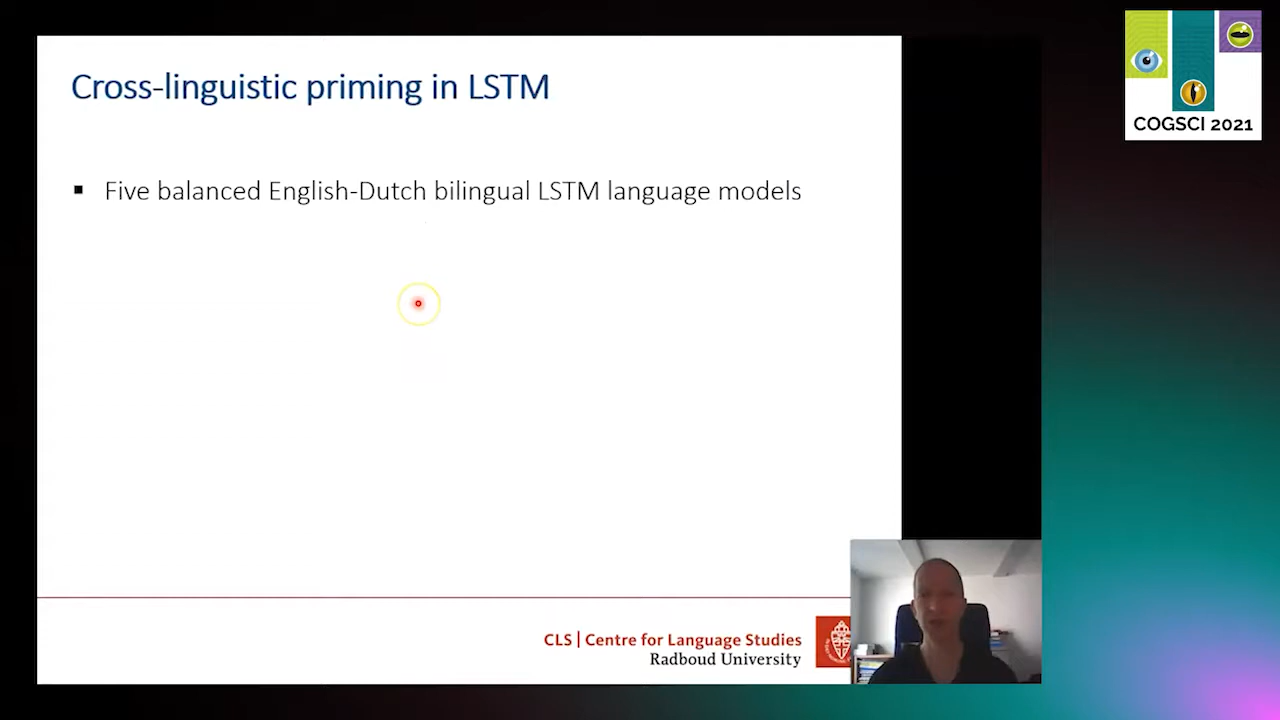 Cross-linguistic priming in LSTM
Five balanced English-Dutch bilingual LSTM language models
COGSCI 2021
CLS | Centre for Language Studies
Radboud University